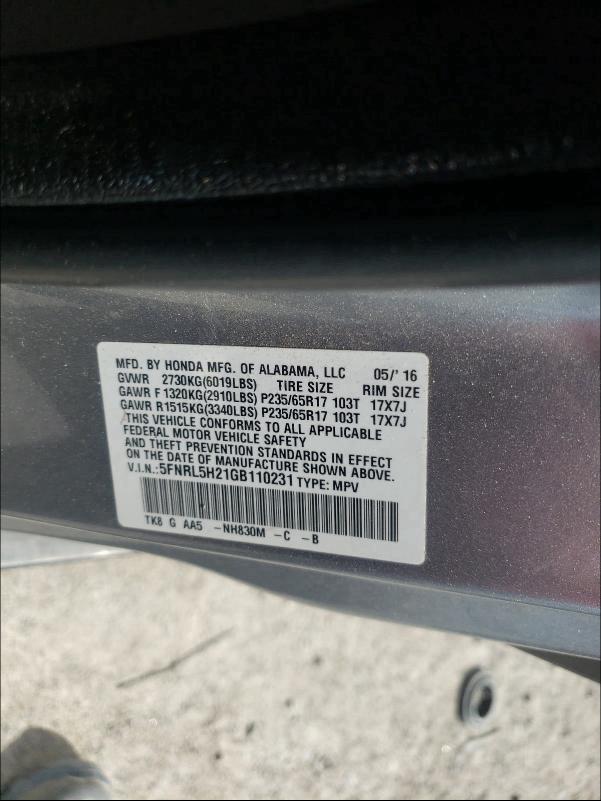 MFD. BY HONDA MFG. OF ALABAMA, LLC 05/' 16
GVWR 2730KG(6019LBS) TIRE SIZE RIM SIZE
GAWR F 1320KG(2910LBS) P235/65R17 103T 17X7J
GAWR R1515KG(3340LBS) P235/65R17 103T 17X7J
THIS VEHICLE CONFORMS TO ALL APPLICABLE
FEDERAL MOTOR VEHICLE SAFETY
AND THEFT PREVENTION STANDARDS IN EFFECT
ON THE DATE OF MANUFACTURE SHOWN ABOVE.
V.I.N.:5FNRL5H21GB110231 TYPE: MPV
TK8 G AA5 -NH830M -C -B